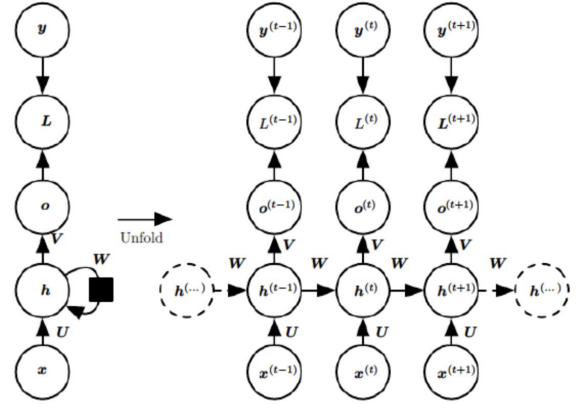 y y^(t−1) y^(t) y^(t+1)
L L^(t−1) L^(t) L^(t+1)
o o^(t−1) o^(t) o^(t+1)
Unfold
V V V V
W W W W W
h h^(...) h^(t−1) h^(t) h^(t+1) h^(...)
U U U U
x x^(t−1) x^(t) x^(t+1)